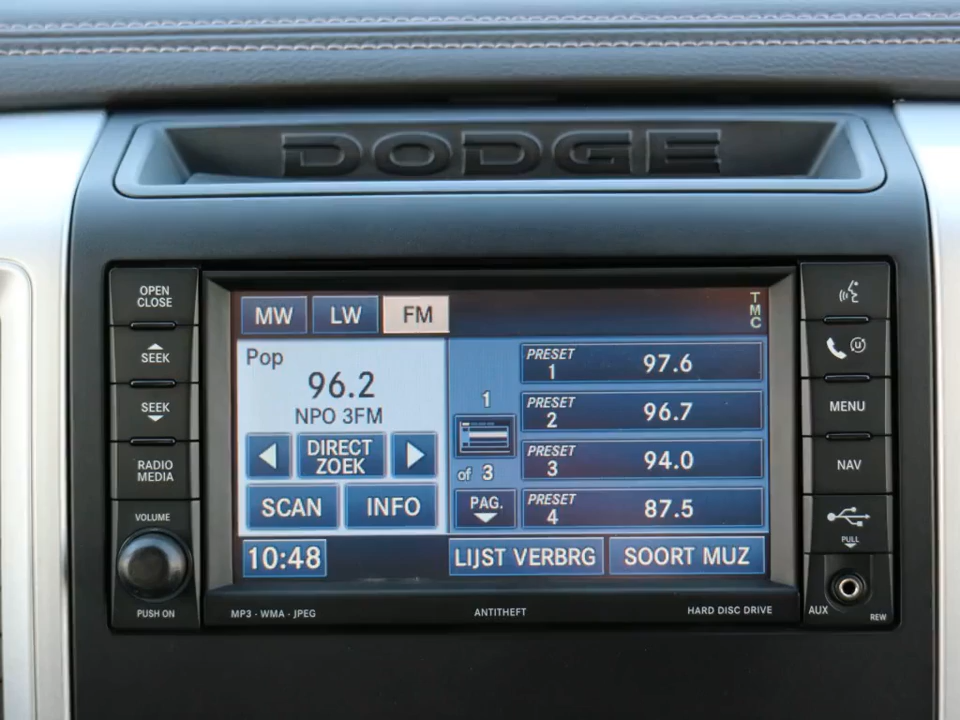 DODGE
OPEN
CLOSE
SEEK
SEEK
RADIO
MEDIA
VOLUME
PUSH ON
MW LW FM
TMC
Pop
96.2
NPO 3FM
DIRECT
ZOEK
SCAN INFO
1
of 3
PAG.
PRESET
1 97.6
PRESET
2 96.7
PRESET
3 94.0
PRESET
4 87.5
10:48 LIJST VERBRG SOORT MUZ
MP3 - WMA - JPEG ANTITHEFT HARD DISC DRIVE
MENU
NAV
PULL
AUX
REW